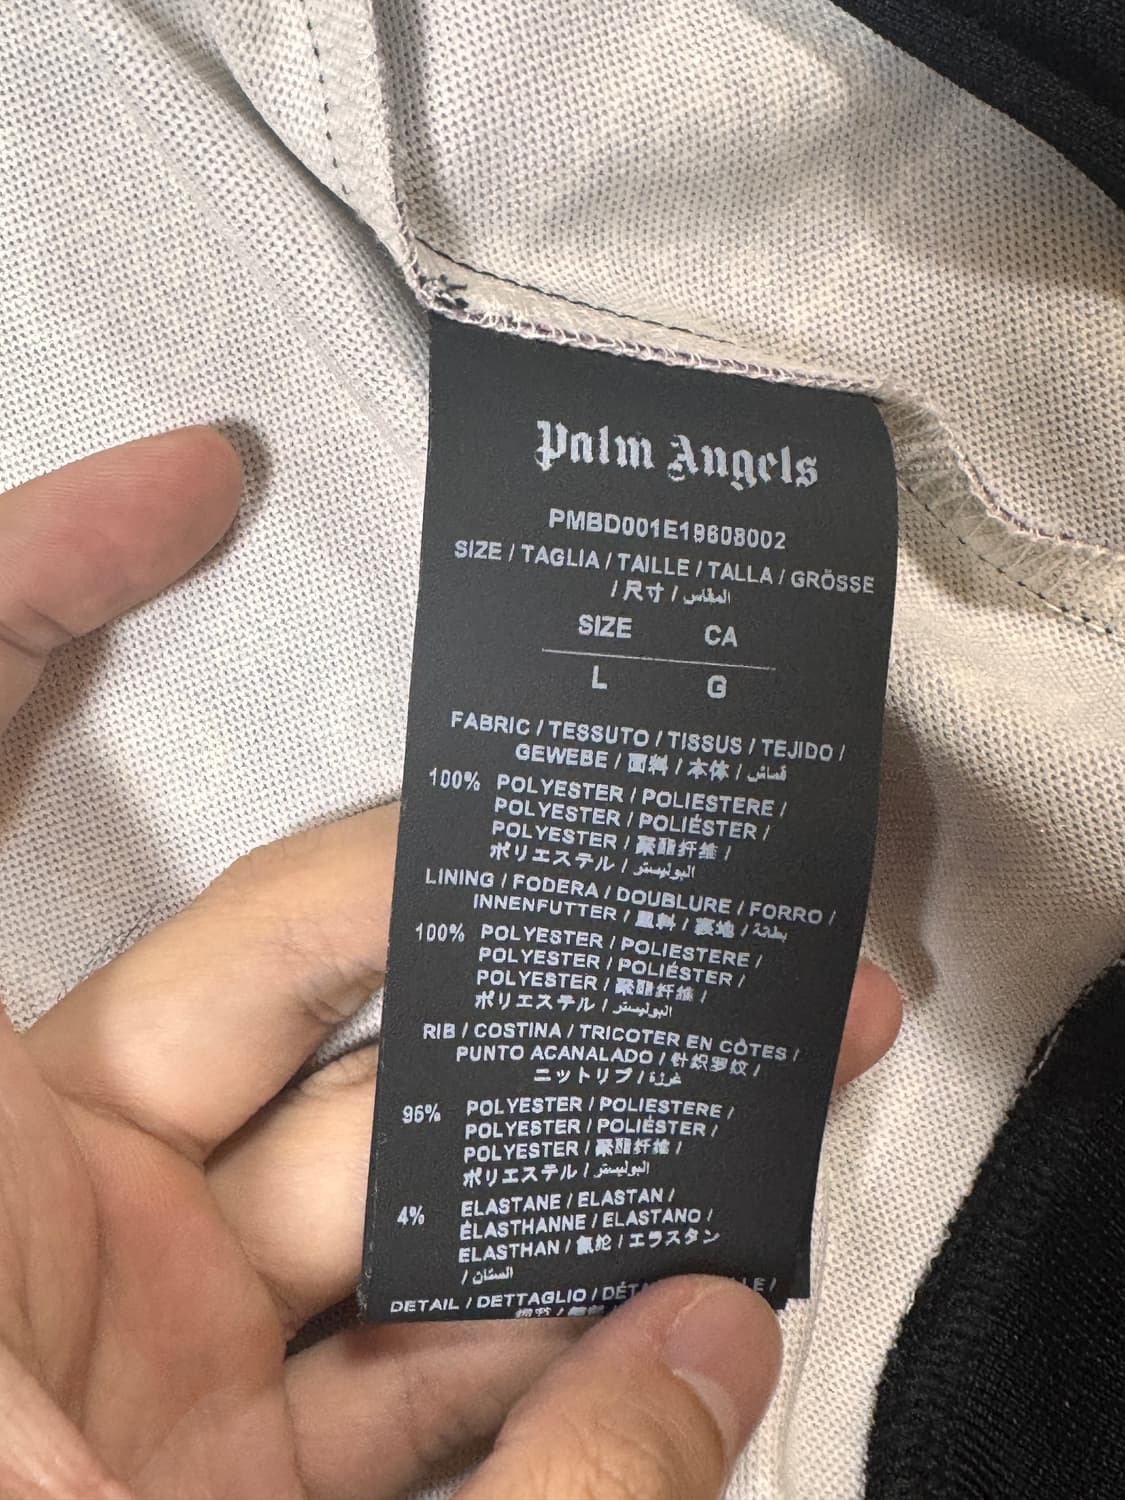 Palm Angels
PMBD001E19608002
SIZE / TAGLIA / TAILLE / TALLA / GRÖSSE
/ 尺寸 / المقاس
SIZE CA
L G
FABRIC / TESSUTO / TISSUS / TEJIDO /
GEWEBE / 面料 / 本体 / قماش
100% POLYESTER / POLIESTERE /
POLYESTER / POLIÉSTER /
POLYESTER / 聚酯纤维 /
ポリエステル / البوليستر
LINING / FODERA / DOUBLURE / FORRO /
INNENFUTTER / 里料 / 裏地 / بطانة
100% POLYESTER / POLIESTERE /
POLYESTER / POLIÉSTER /
POLYESTER / 聚酯纤维 /
ポリエステル / البوليستر
RIB / COSTINA / TRICOTER EN CÔTES /
PUNTO ACANALADO / 针织罗纹 /
ニットリブ / غرزة
96% POLYESTER / POLIESTERE /
POLYESTER / POLIÉSTER /
POLYESTER / 聚酯纤维 /
ポリエステル / البوليستر
4% ELASTANE / ELASTAN /
ÉLASTHANNE / ELASTANO /
ELASTHAN / 氨纶 / エラスタン
/ الستان
DETAIL / DETTAGLIO /